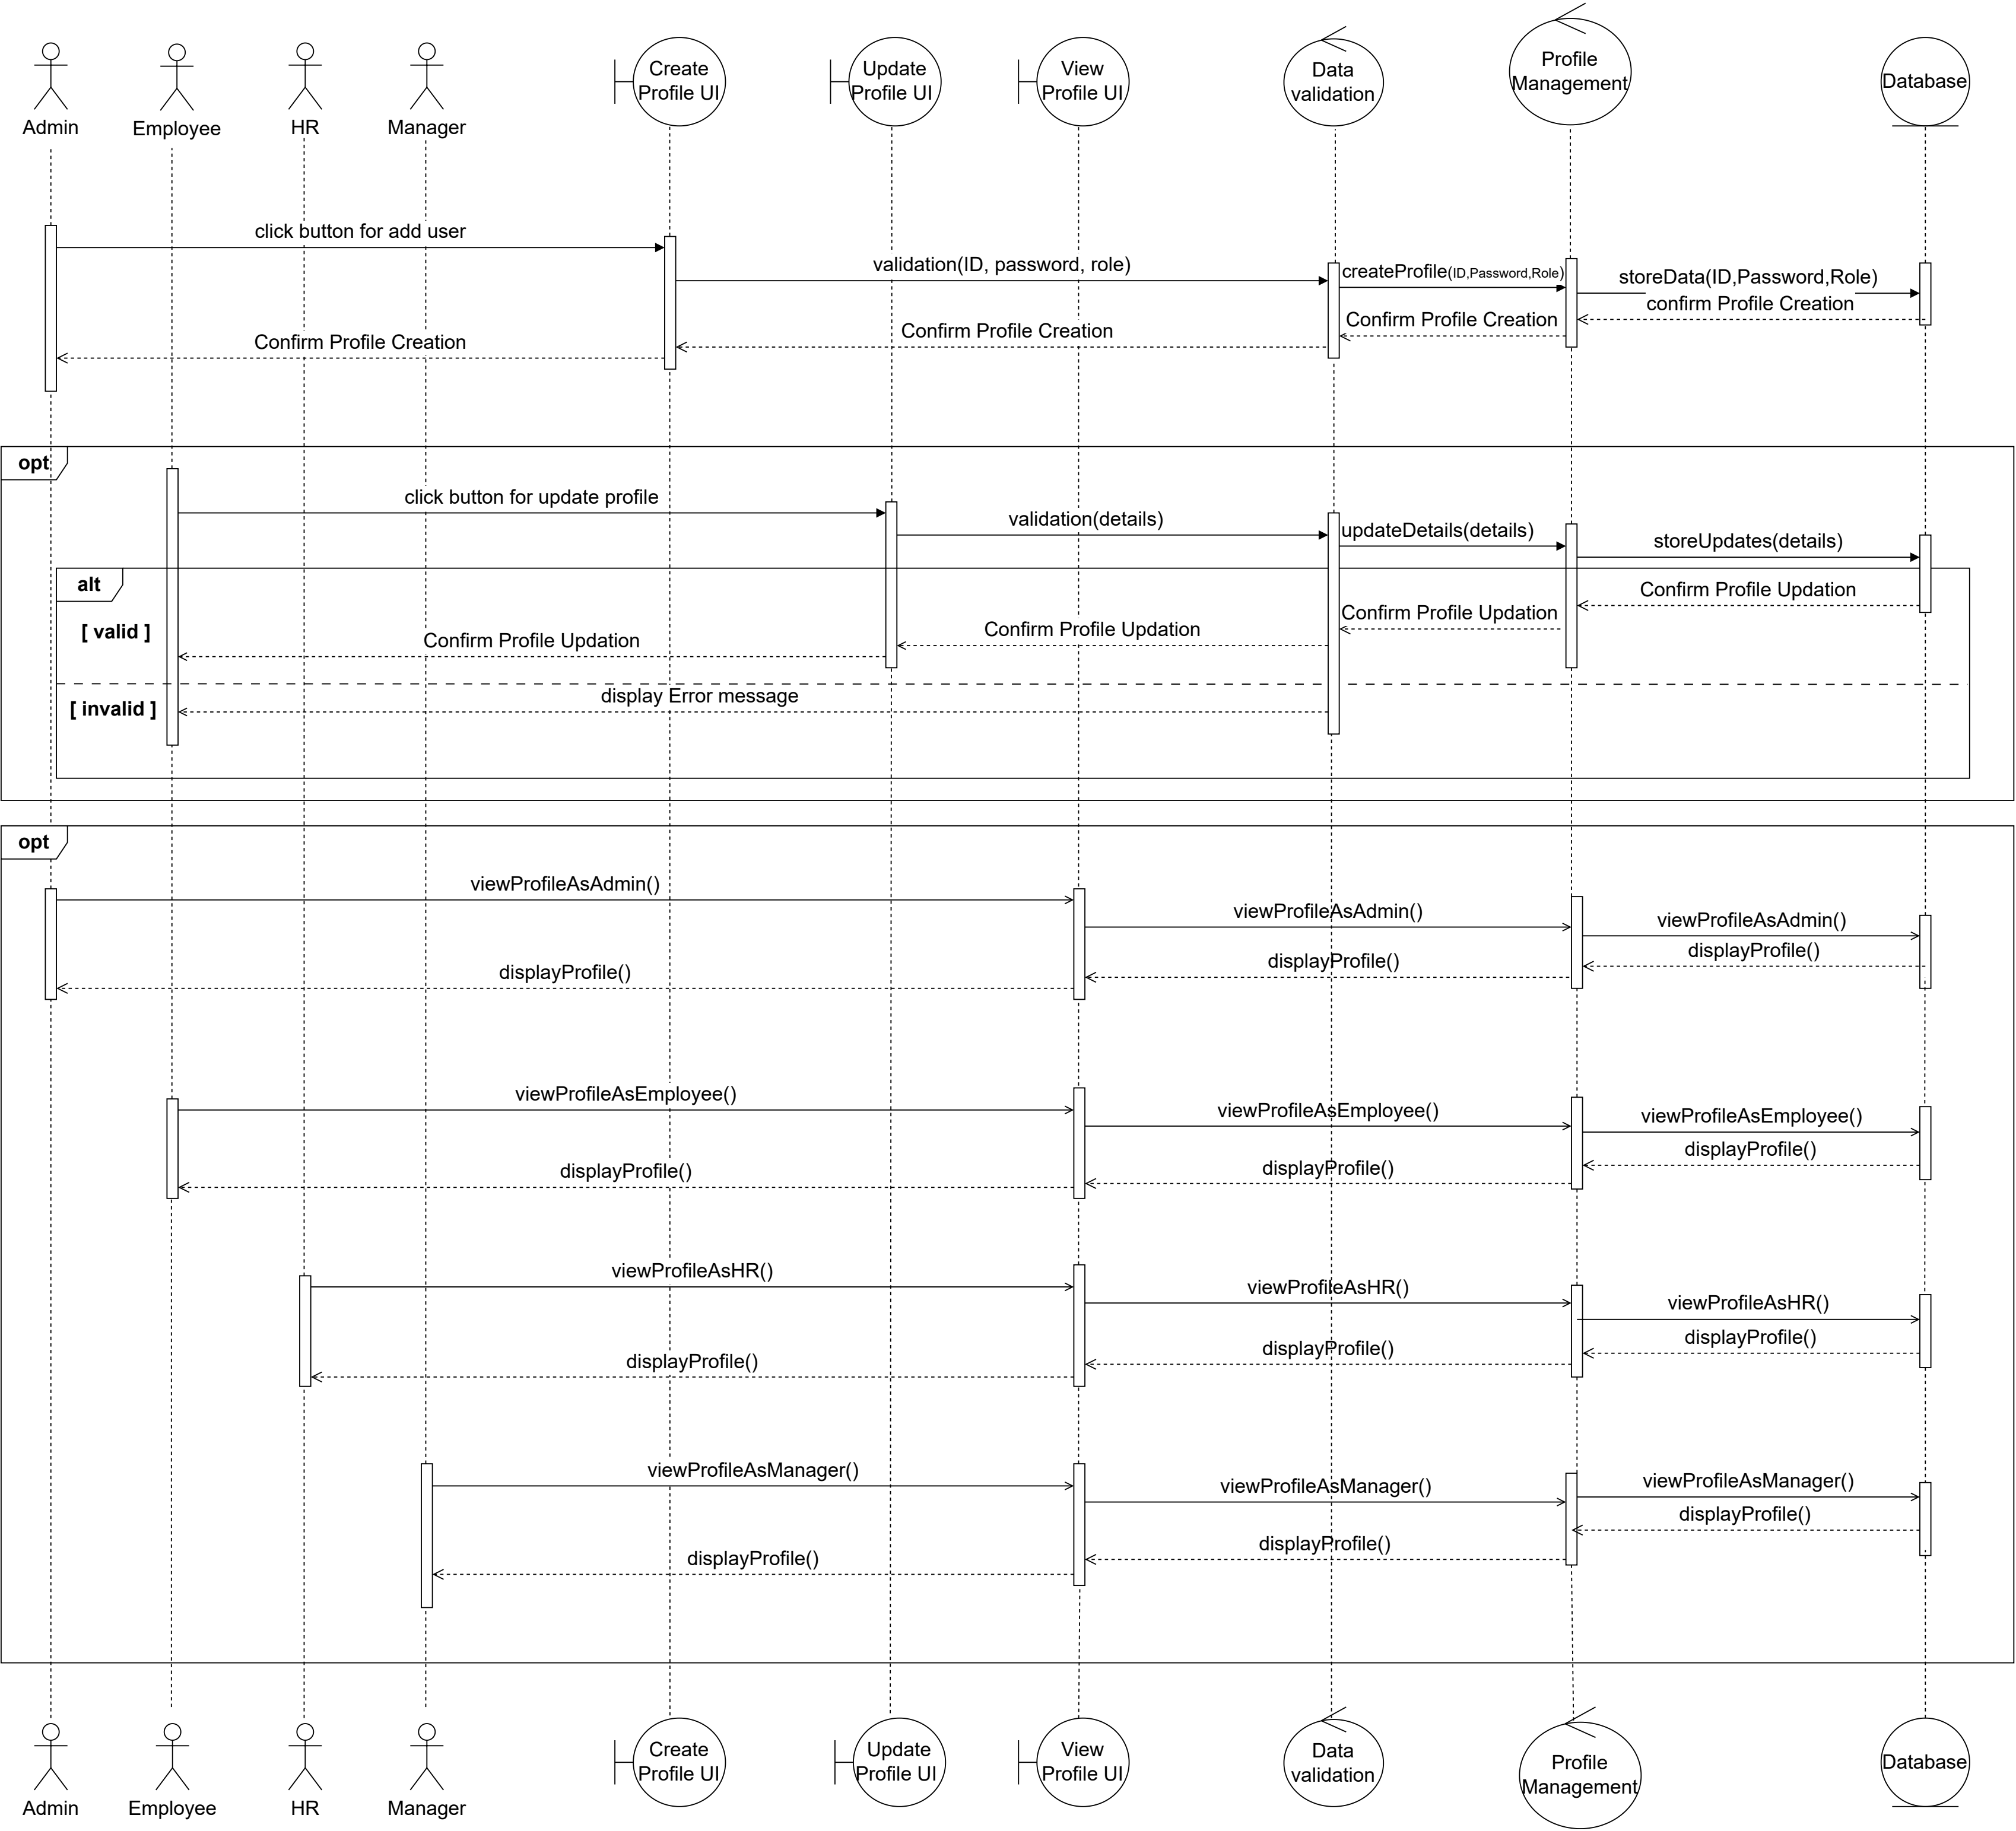 Admin
Employee
HR
Manager
Create
Profile UI
Update
Profile UI
View
Profile UI
Data
validation
Profile
Management
Database
click button for add user
validation(ID, password, role)
createProfile(ID,Password,Role)
storeData(ID,Password,Role)
confirm Profile Creation
Confirm Profile Creation
Confirm Profile Creation
Confirm Profile Creation
opt
click button for update profile
validation(details)
updateDetails(details)
storeUpdates(details)
alt
[ valid ]
Confirm Profile Updation
Confirm Profile Updation
Confirm Profile Updation
Confirm Profile Updation
[ invalid ]
display Error message
opt
viewProfileAsAdmin()
viewProfileAsAdmin()
viewProfileAsAdmin()
displayProfile()
displayProfile()
displayProfile()
viewProfileAsEmployee()
viewProfileAsEmployee()
viewProfileAsEmployee()
displayProfile()
displayProfile()
displayProfile()
viewProfileAsHR()
viewProfileAsHR()
viewProfileAsHR()
displayProfile()
displayProfile()
displayProfile()
viewProfileAsManager()
viewProfileAsManager()
viewProfileAsManager()
displayProfile()
displayProfile()
displayProfile()
Admin
Employee
HR
Manager
Create
Profile UI
Update
Profile UI
View
Profile UI
Data
validation
Profile
Management
Database